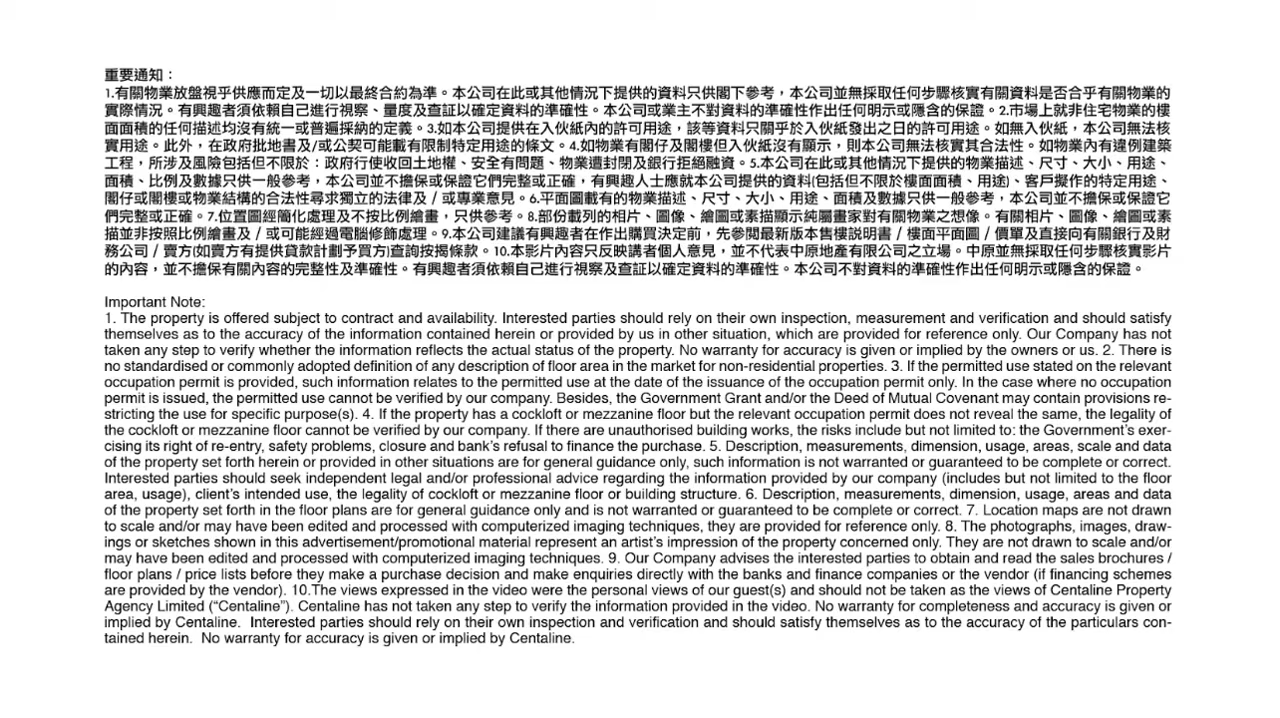 重要通知：
1.有關物業放盤視乎供應而定及一切以最終合約為準。本公司在此或其他情況下提供的資料只供閣下參考，本公司並無採取任何步驟核實有關資料是否合乎有關物業的
實際情況。有興趣者須依賴自己進行視察、量度及查証以確定資料的準確性。本公司或業主不對資料的準確性作出任何明示或隱含的保證。2.市場上就非住宅物業的樓
面面積的任何描述均沒有統一或普遍採納的定義。3.如本公司提供在入伙紙內的許可用途，該等資料只關乎於入伙紙發出之日的許可用途。如無入伙紙，本公司無法核
實用途。此外，在政府批地書及/或公契可能載有限制特定用途的條文。4.如物業有閣仔及閣樓但入伙紙沒有顯示，則本公司無法核實其合法性。如物業內有違例建築
工程，所涉及風險包括但不限於：政府行使收回土地權、安全有問題、物業遭封閉及銀行拒絕融資。5.本公司在此或其他情況下提供的物業描述、尺寸、大小、用途、
面積、比例及數據只供一般參考，本公司並不擔保或保證它們完整或正確，有興趣人士應就本公司提供的資料(包括但不限於樓面面積、用途)、客戶擬作的特定用途、
閣仔或閣樓或物業結構的合法性尋求獨立的法律及 / 或專業意見。6.平面圖載有的物業描述、尺寸、大小、用途、面積及數據只供一般參考，本公司並不擔保或保證它
們完整或正確。7.位置圖經簡化處理及不按比例繪畫，只供參考。8.部份載列的相片、圖像、繪圖或素描顯示純屬畫家對有關物業之想像。有關相片、圖像、繪圖或素
描並非按照比例繪畫及 / 或可能經過電腦修飾處理。9.本公司建議有興趣者在作出購買決定前，先參閱最新版本售樓説明書 / 樓面平面圖 / 價單及直接向有關銀行及財
務公司 / 賣方(如賣方有提供貸款計劃予買方)查詢按揭條款。10.本影片內容只反映講者個人意見，並不代表中原地產有限公司之立場。中原並無採取任何步驟核實影片
的內容，並不擔保有關內容的完整性及準確性。有興趣者須依賴自己進行視察及查証以確定資料的準確性。本公司不對資料的準確性作出任何明示或隱含的保證。
Important Note:
1. The property is offered subject to contract and availability. Interested parties should rely on their own inspection, measurement and verification and should satisfy
themselves as to the accuracy of the information contained herein or provided by us in other situation, which are provided for reference only. Our Company has not
taken any step to verify whether the information reflects the actual status of the property. No warranty for accuracy is given or implied by the owners or us. 2. There is
no standardised or commonly adopted definition of any description of floor area in the market for non-residential properties. 3. If the permitted use stated on the relevant
occupation permit is provided, such information relates to the permitted use at the date of the issuance of the occupation permit only. In the case where no occupation
permit is issued, the permitted use cannot be verified by our company. Besides, the Government Grant and/or the Deed of Mutual Covenant may contain provisions re-
stricting the use for specific purpose(s). 4. If the property has a cockloft or mezzanine floor but the relevant occupation permit does not reveal the same, the legality of
the cockloft or mezzanine floor cannot be verified by our company. If there are unauthorised building works, the risks include but not limited to: the Government’s exer-
cising its right of re-entry, safety problems, closure and bank’s refusal to finance the purchase. 5. Description, measurements, dimension, usage, areas, scale and data
of the property set forth herein or provided in other situations are for general guidance only, such information is not warranted or guaranteed to be complete or correct.
Interested parties should seek independent legal and/or professional advice regarding the information provided by our company (includes but not limited to the floor
area, usage), client’s intended use, the legality of cockloft or mezzanine floor or building structure. 6. Description, measurements, dimension, usage, areas and data
of the property set forth in the floor plans are for general guidance only and is not warranted or guaranteed to be complete or correct. 7. Location maps are not drawn
to scale and/or may have been edited and processed with computerized imaging techniques, they are provided for reference only. 8. The photographs, images, draw-
ings or sketches shown in this advertisement/promotional material represent an artist’s impression of the property concerned only. They are not drawn to scale and/or
may have been edited and processed with computerized imaging techniques. 9. Our Company advises the interested parties to obtain and read the sales brochures /
floor plans / price lists before they make a purchase decision and make enquiries directly with the banks and finance companies or the vendor (if financing schemes
are provided by the vendor). 10.The views expressed in the video were the personal views of our guest(s) and should not be taken as the views of Centaline Property
Agency Limited (“Centaline”). Centaline has not taken any step to verify the information provided in the video. No warranty for completeness and accuracy is given or
implied by Centaline.  Interested parties should rely on their own inspection and verification and should satisfy themselves as to the accuracy of the particulars con-
tained herein.  No warranty for accuracy is given or implied by Centaline.